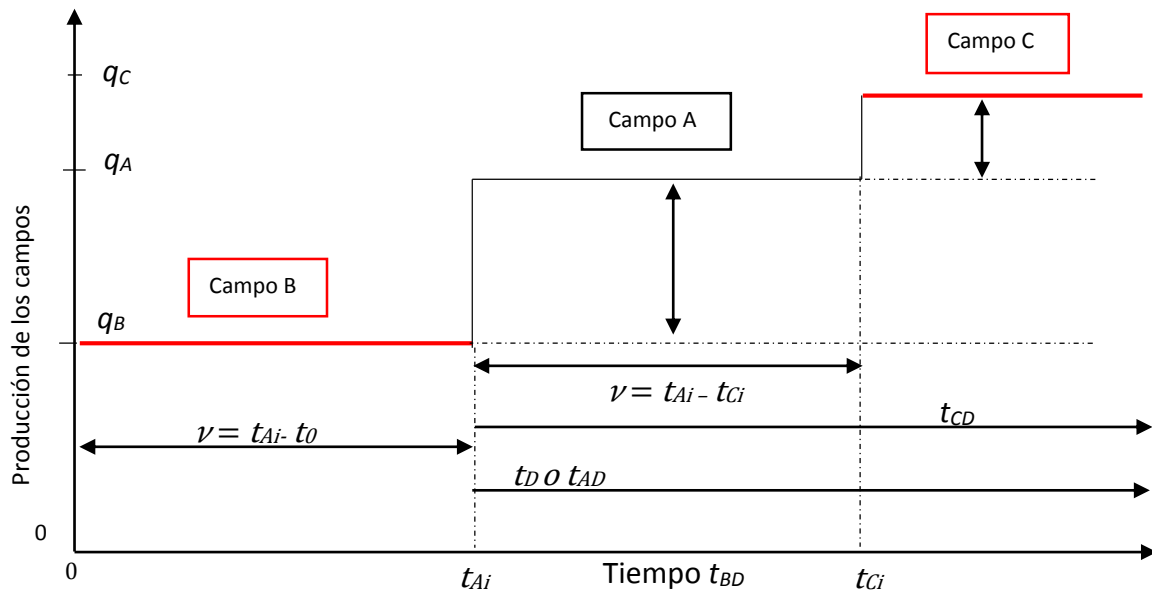 Campo C
q_C
Campo A
q_A
Producción de los campos
Campo B
q_B
ν = t_Ai – t_Ci
ν = t_Ai- t_0
t_CD
t_D o t_AD
0
0
t_Ai
Tiempo t_BD
t_Ci